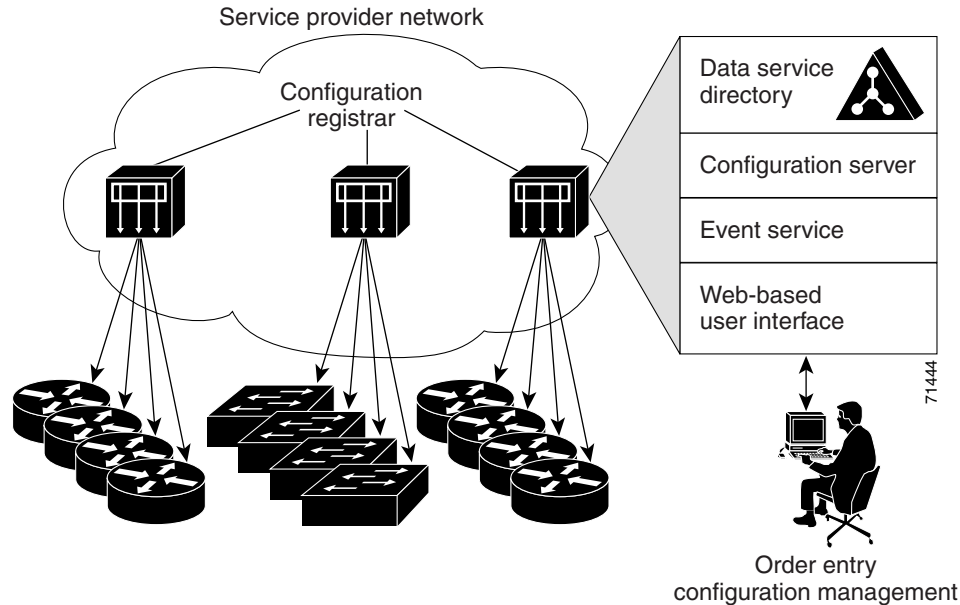 Service provider network
Configuration
registrar
Data service
directory
Configuration server
Event service
Web-based
user interface
71444
Order entry
configuration management